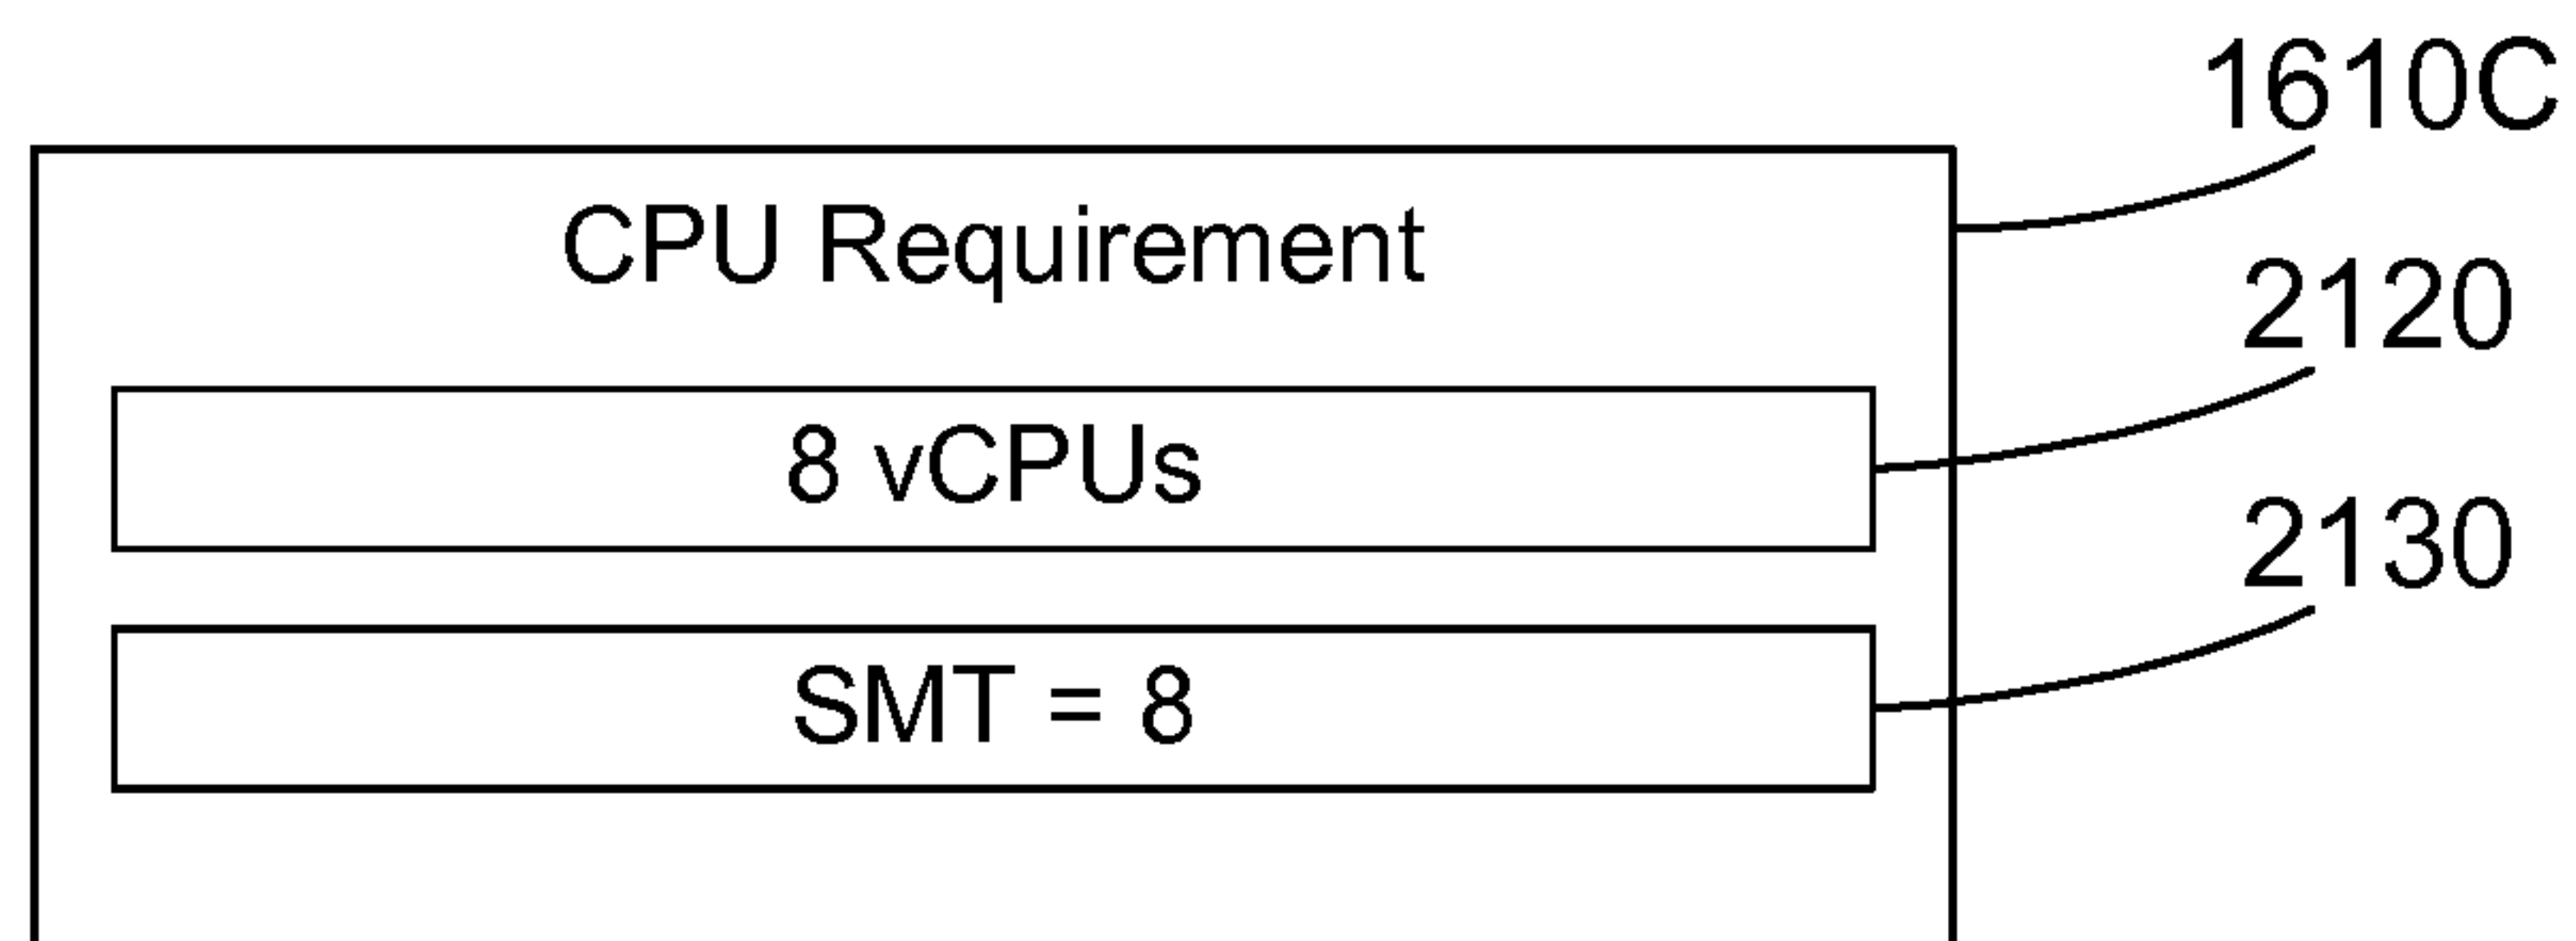 1610C
CPU Requirement
2120
8 vCPUs
2130
SMT = 8